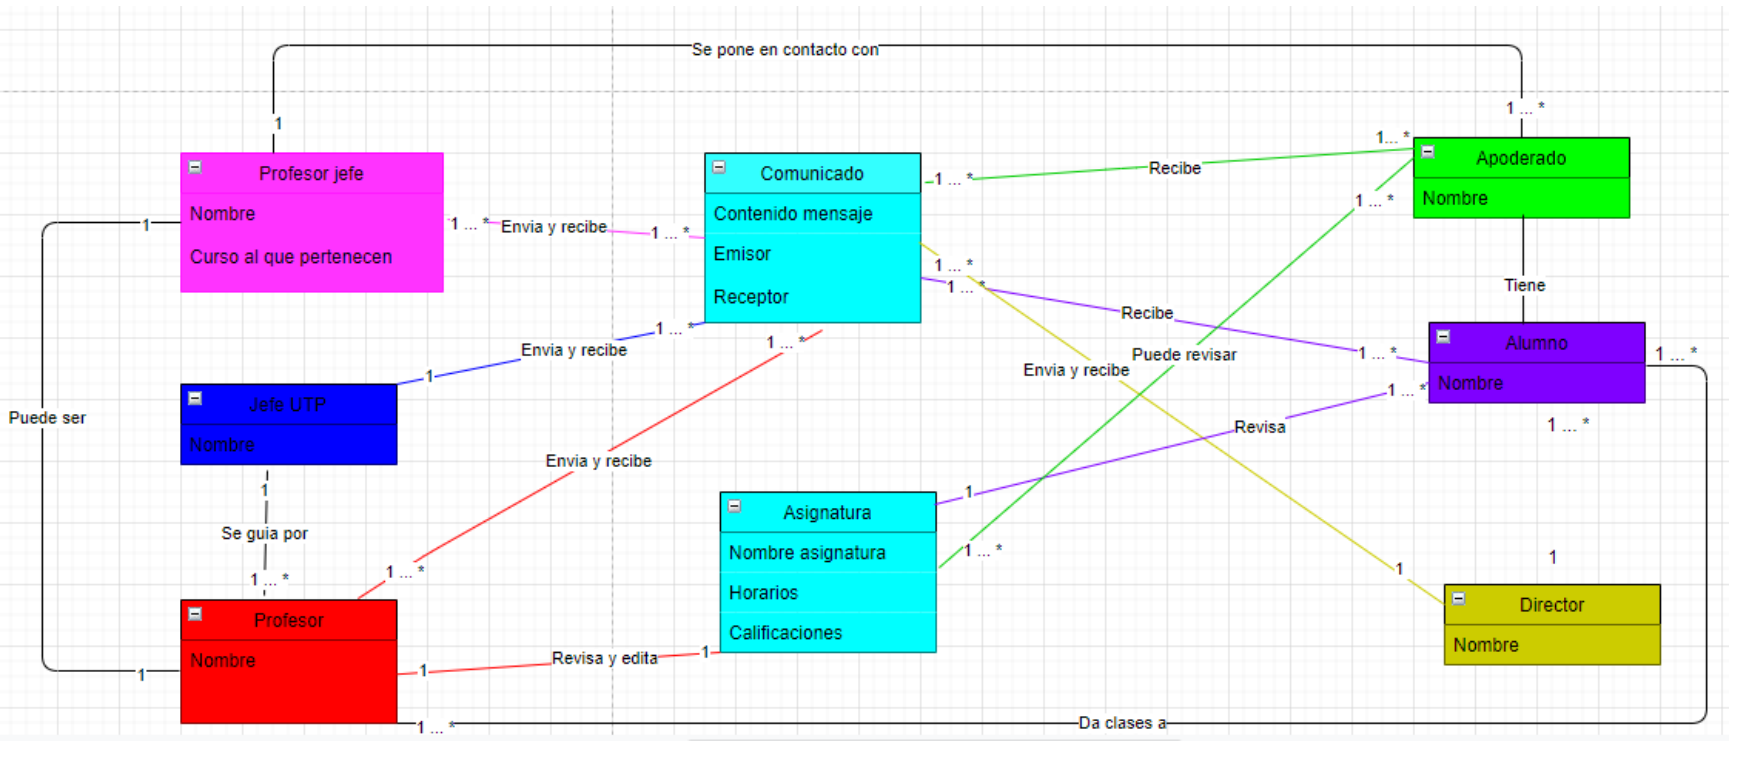 Se pone en contacto con
1 ... *
1
1... *
Profesor jefe
Nombre
Curso al que pertenecen
1
1 ... *
Envia y recibe
1 ... *
Comunicado
Contenido mensaje
Emisor
Receptor
1 ... *
Recibe
Apoderado
Nombre
1 ... *
1 ... *
1 ... *
Recibe
Tiene
1 ... *
Envia y recibe
1 ... *
1 ... *
Puede revisar
Envia y recibe
1 ... *
Alumno
Nombre
1 ... *
1
1 ... *
Jefe UTP
Nombre
Puede ser
Revisa
1 ... *
Envia y recibe
1
Se guia por
1 ... *
1 ... *
1
Asignatura
Nombre asignatura
Horarios
Calificaciones
1 ... *
1
1
Director
Nombre
Profesor
Nombre
1
1
Revisa y edita
1
1 ... *
Da clases a